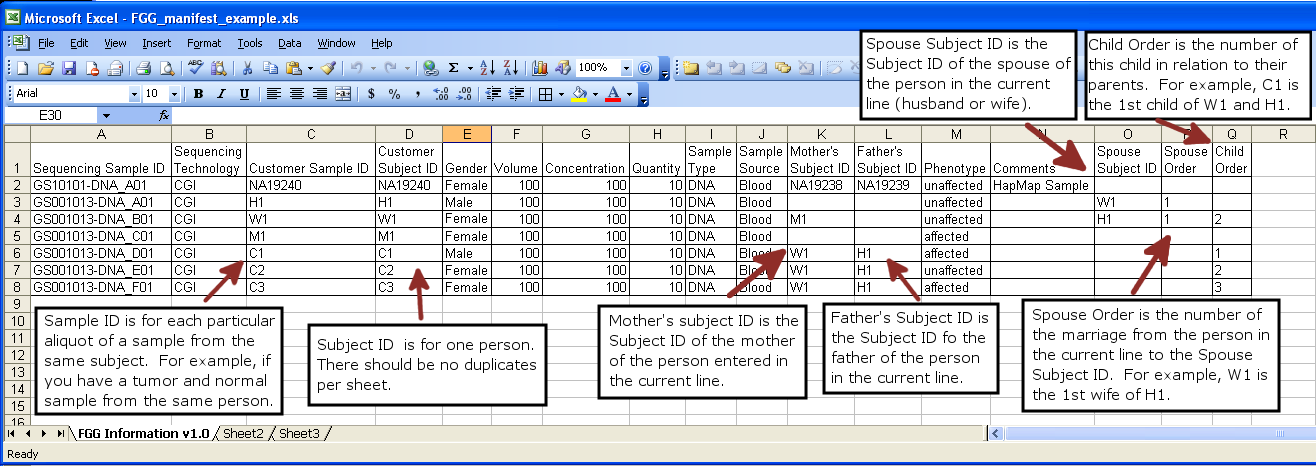 Microsoft Excel - FGG_manifest_example.xls
File Edit View Insert Format Tools Data Window Help
100%
Arial 10 B I U $ % ,
E30 fx
A B C D E F G H I J K L M N O P Q R
1 Sequencing Sample ID Sequencing Technology Customer Sample ID Customer Subject ID Gender Volume Concentration Quantity Sample Type Sample Source Mother's Subject ID Father's Subject ID Phenotype Comments Spouse Subject ID Spouse Order Child Order
2 GS10101-DNA_A01 CGI NA19240 NA19240 Female 100 100 10 DNA Blood NA19238 NA19239 unaffected HapMap Sample
3 GS001013-DNA_A01 CGI H1 H1 Male 100 100 10 DNA Blood unaffected W1 1
4 GS001013-DNA_B01 CGI W1 W1 Female 100 100 10 DNA Blood M1 unaffected H1 1 2
5 GS001013-DNA_C01 CGI M1 M1 Female 100 100 10 DNA Blood affected
6 GS001013-DNA_D01 CGI C1 C1 Male 100 100 10 DNA Blood W1 H1 affected 1
7 GS001013-DNA_E01 CGI C2 C2 Female 100 100 10 DNA Blood W1 H1 unaffected 2
8 GS001013-DNA_F01 CGI C3 C3 Female 100 100 10 DNA Blood W1 H1 affected 3
9
10
11
12
13
14
15
16
Spouse Subject ID is the
Subject ID of the spouse of
the person in the current
line (husband or wife).
Child Order is the number of
this child in relation to their
parents. For example, C1 is
the 1st child of W1 and H1.
Sample ID is for each particular
aliquot of a sample from the
same subject. For example, if
you have a tumor and normal
sample from the same person.
Subject ID is for one person.
There should be no duplicates
per sheet.
Mother's subject ID is the
Subject ID of the mother
of the person entered in
the current line.
Father's Subject ID is
the Subject ID fo the
father of the person
in the current line.
Spouse Order is the number of
the marriage from the person in
the current line to the Spouse
Subject ID. For example, W1 is
the 1st wife of H1.
FGG Information v1.0 Sheet2 Sheet3
Ready